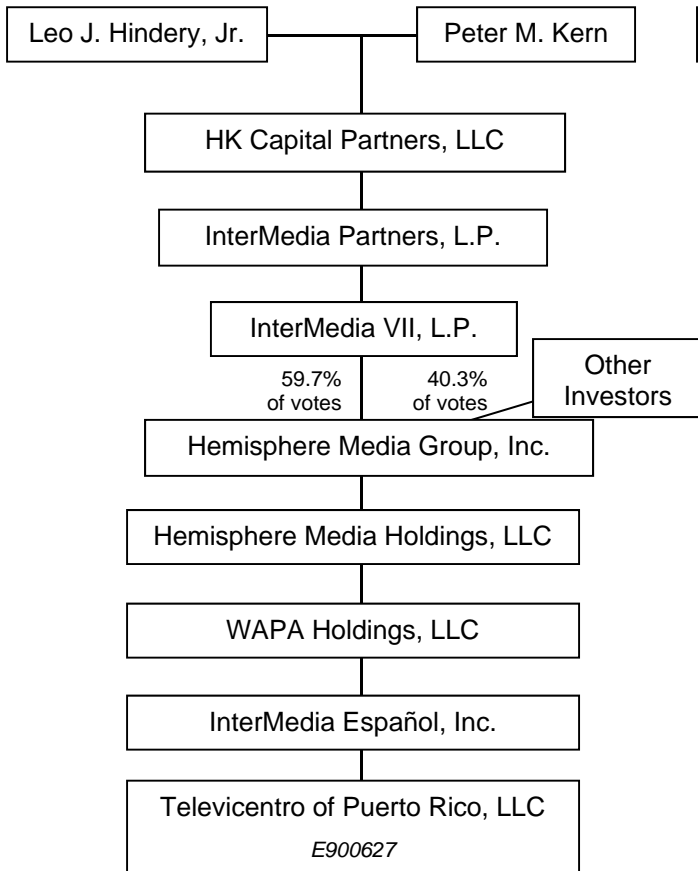 Leo J. Hindery, Jr.
Peter M. Kern
HK Capital Partners, LLC
InterMedia Partners, L.P.
InterMedia VII, L.P.
59.7%
of votes
40.3%
of votes
Other
Investors
Hemisphere Media Group, Inc.
Hemisphere Media Holdings, LLC
WAPA Holdings, LLC
InterMedia Español, Inc.
Televicentro of Puerto Rico, LLC
E900627